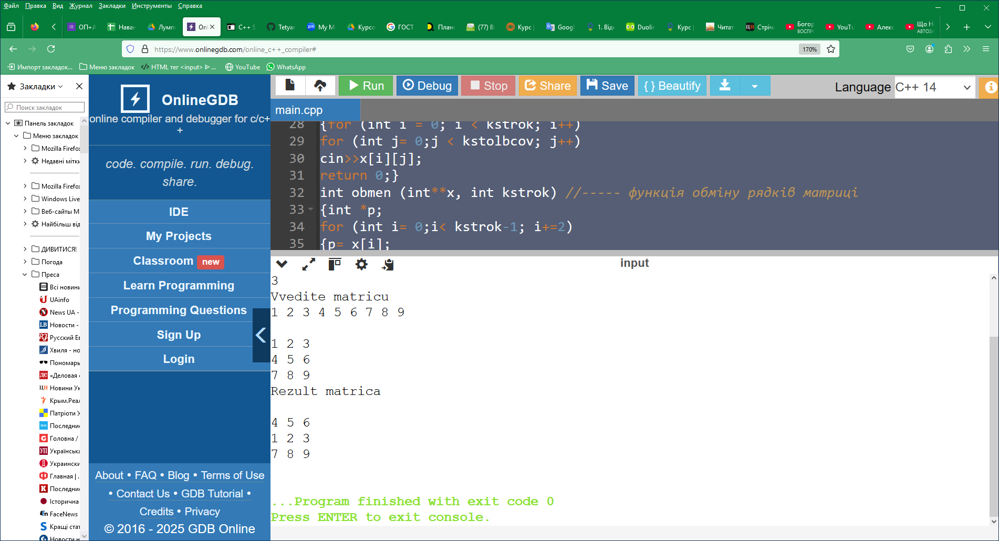 Файл Правка Вид Журнал Закладки Инструменты Справка
ОП+А Наван Лумп Onl C++ S Tetyar My M Курсо ГОСТ Планс (77) В Курс | Googl 1. Відк Duolin Курс | Читат Стріч Богор ВОСПРО YouTu Алекс Що Н АВТОЗА
https://www.onlinegdb.com/online_c++_compiler# 170%
Импорт закладок... Меню закладок HTML тег <input> ... YouTube WhatsApp
Закладки
Поиск закладок
Панель закладок
Меню закладок
Mozilla Firefox
Недавні мітки
Mozilla Firefox
Windows Live
Веб-сайты M
Найбільш від
ДИВИТИСЯ!
Погода
Преса
Всі новини
UAinfo
News UA -
Новости -
Русский Ев
Хвиля - но
Пономарь
«Деловая с
Новини Ук
Крым.Реал
Патріоти У
Последние
Головна /
Українська
Украински
Главная | .
Последние
Історична
FaceNews
Кращі стат
Новости н
OnlineGDB
online compiler and debugger for c/c+
+
code. compile. run. debug.
share.
IDE
My Projects
Classroom new
Learn Programming
Programming Questions
Sign Up
Login
About • FAQ • Blog • Terms of Use
• Contact Us • GDB Tutorial •
Credits • Privacy
© 2016 - 2025 GDB Online
Run Debug Stop Share Save { } Beautify Language C++ 14
main.cpp
28 {for (int i = 0; i < kstrok; i++)
29 for (int j= 0;j < kstolbcov; j++)
30 cin>>x[i][j];
31 return 0;}
32 int obmen (int**x, int kstrok) //----- функція обміну рядків матриці
33 {int *p;
34 for (int i= 0;i< kstrok-1; i+=2)
35 {p= x[i];
input
3
Vvedite matricu
1 2 3 4 5 6 7 8 9
1 2 3
4 5 6
7 8 9
Rezult matrica
4 5 6
1 2 3
7 8 9
...Program finished with exit code 0
Press ENTER to exit console.